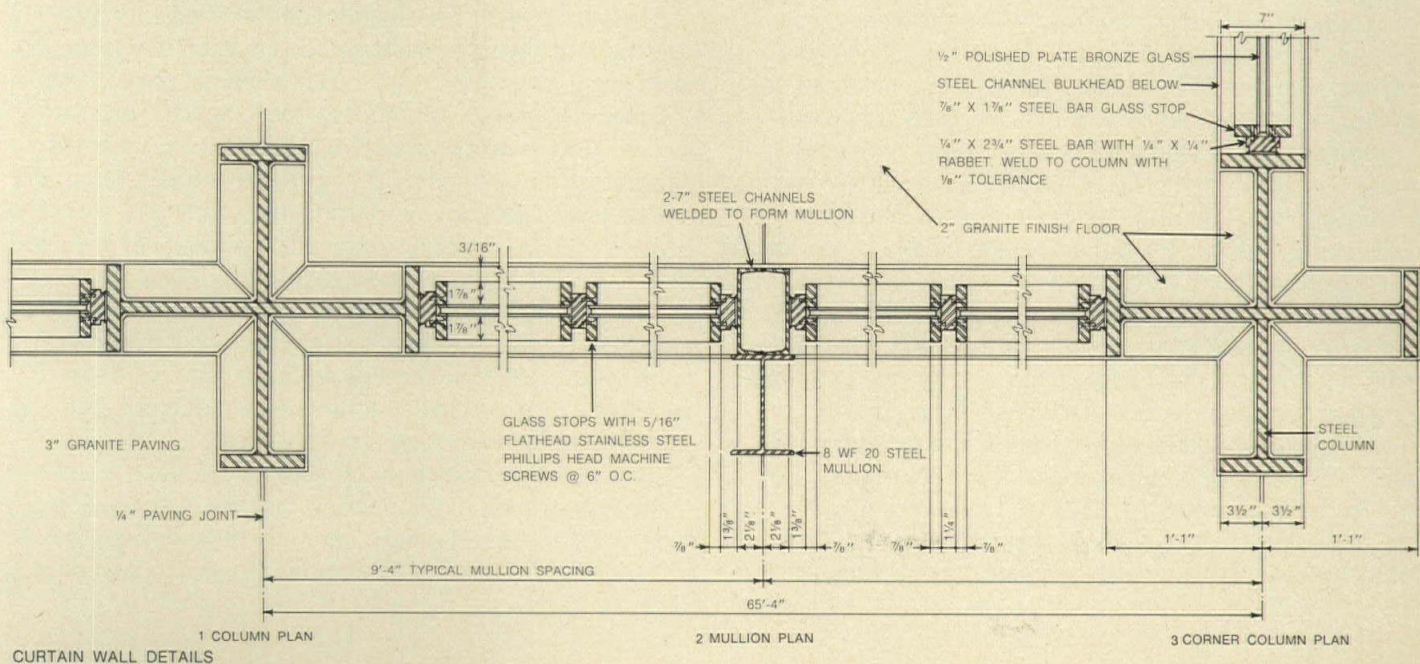 7"
½" POLISHED PLATE BRONZE GLASS
STEEL CHANNEL BULKHEAD BELOW
⅞" X 1⅞" STEEL BAR GLASS STOP
¼" X 2¾" STEEL BAR WITH ¼" X ¼"
RABBET. WELD TO COLUMN WITH
⅛" TOLERANCE
2-7" STEEL CHANNELS
WELDED TO FORM MULLION
2" GRANITE FINISH FLOOR
3/16"
1⅞"
1⅞"
3" GRANITE PAVING
GLASS STOPS WITH 5/16"
FLATHEAD STAINLESS STEEL
PHILLIPS HEAD MACHINE
SCREWS @ 6" O.C.
8 WF 20 STEEL
MULLION
STEEL
COLUMN
¼" PAVING JOINT
⅞"
1⅜"
2⅛"
2⅛"
1⅜"
⅞"
⅞"
1¼"
⅞"
3½"
3½"
1'-1"
1'-1"
9'-4" TYPICAL MULLION SPACING
65'-4"
1 COLUMN PLAN
2 MULLION PLAN
3 CORNER COLUMN PLAN
CURTAIN WALL DETAILS